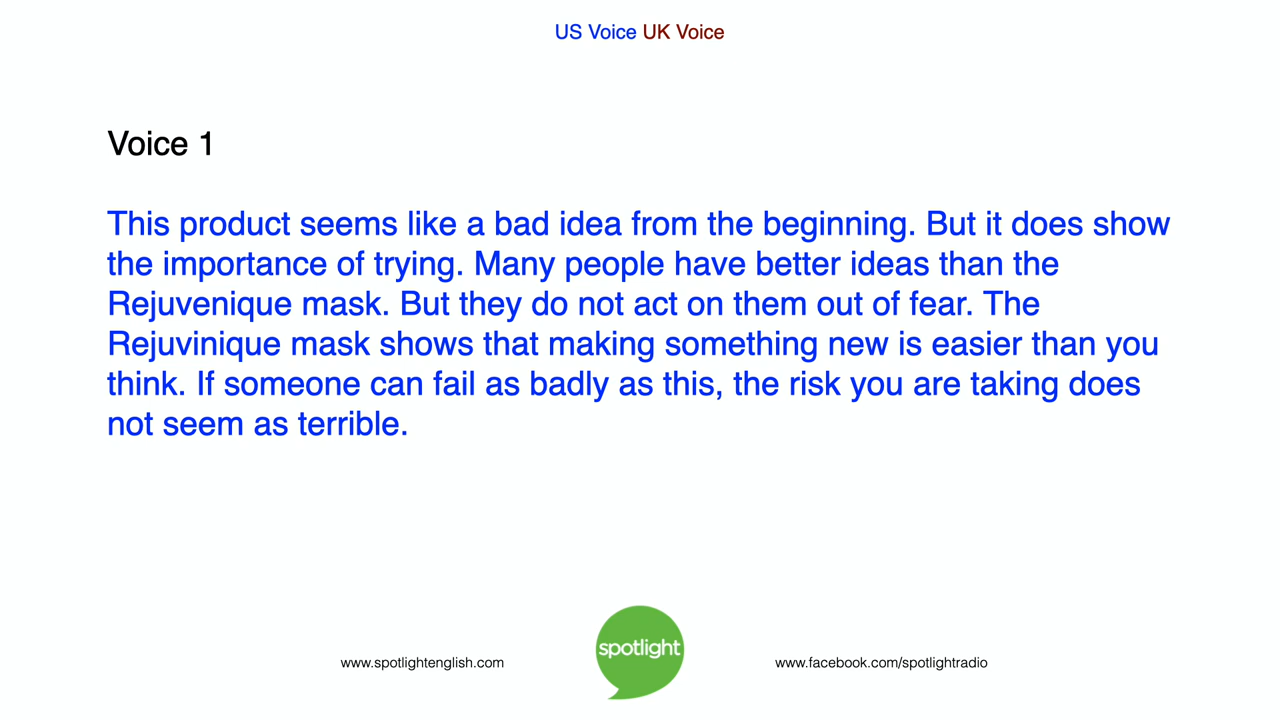 US Voice UK Voice
Voice 1
This product seems like a bad idea from the beginning. But it does show
the importance of trying. Many people have better ideas than the
Rejuvenique mask. But they do not act on them out of fear. The
Rejuvinique mask shows that making something new is easier than you
think. If someone can fail as badly as this, the risk you are taking does
not seem as terrible.
spotlight
www.spotlightenglish.com
www.facebook.com/spotlightradio